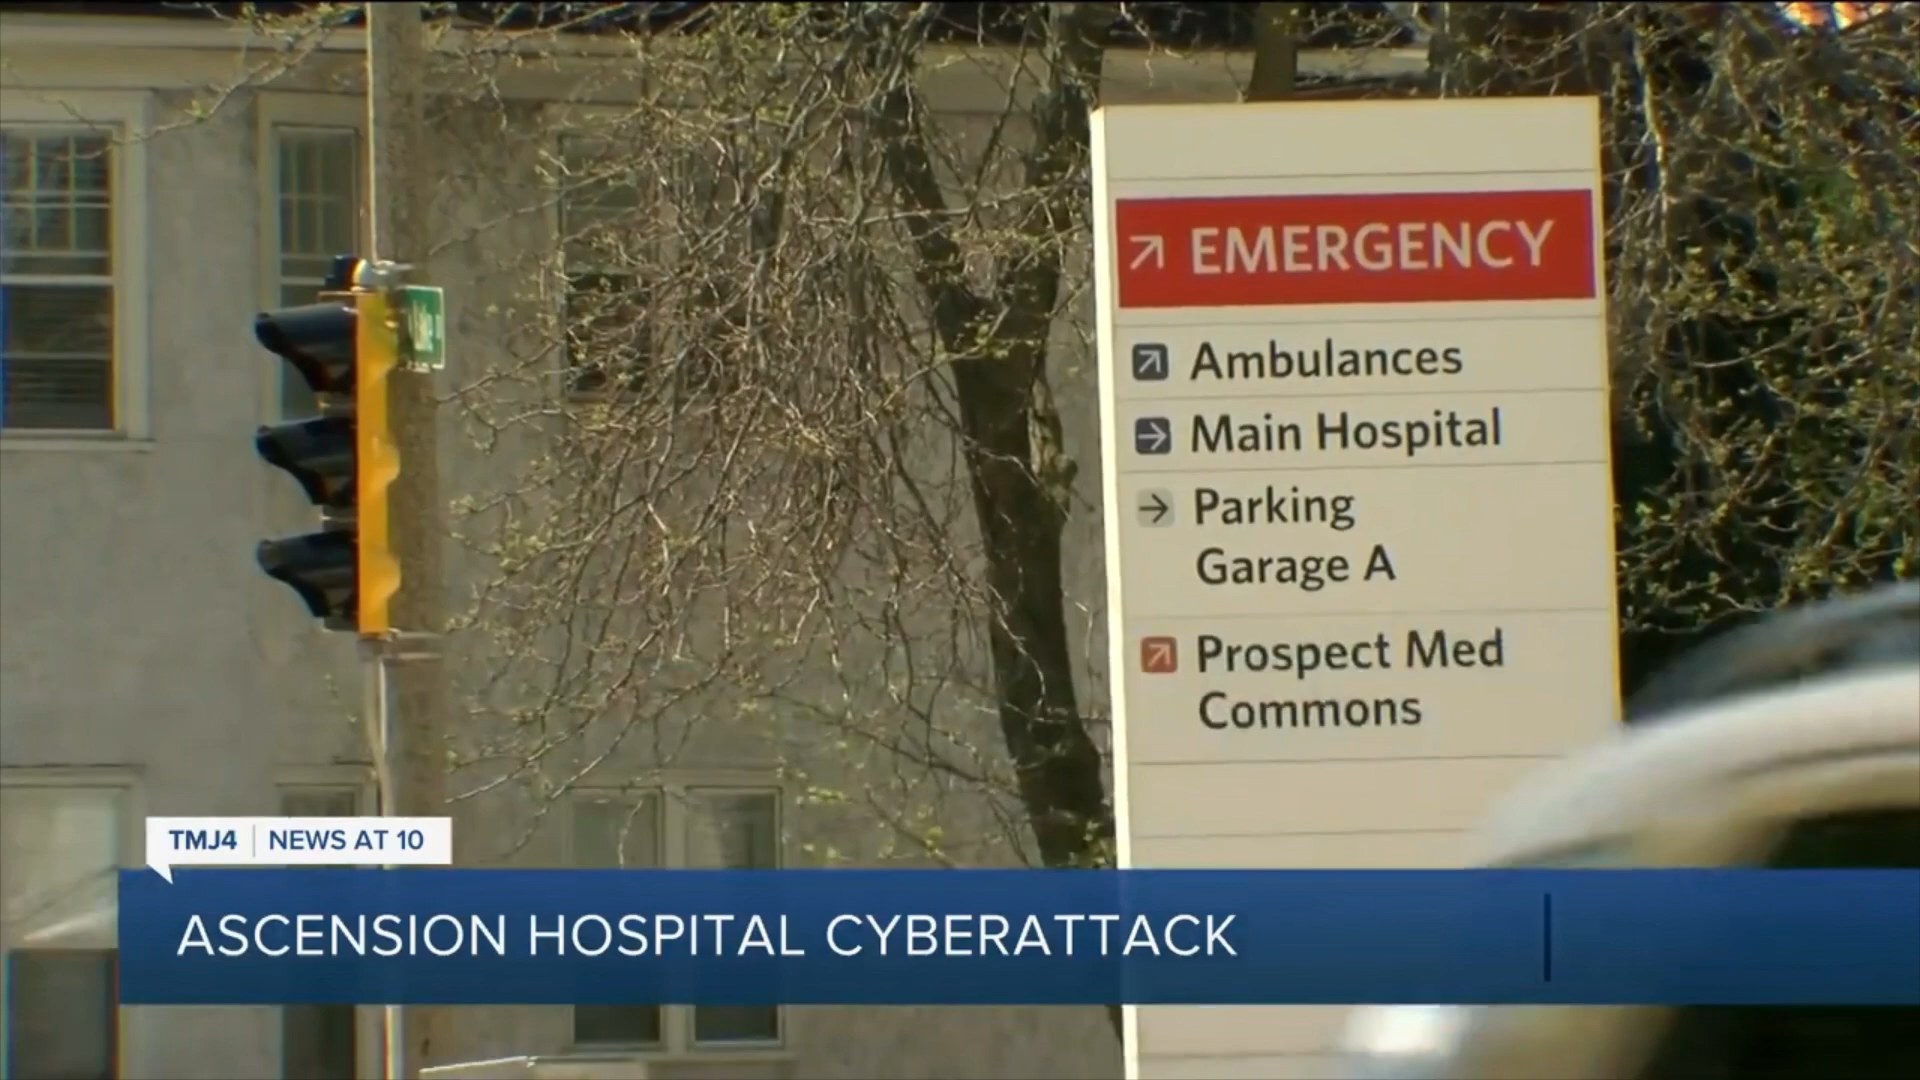 EMERGENCY
Ambulances
Main Hospital
Parking
Garage A
Prospect Med
Commons
TMJ4 NEWS AT 10
ASCENSION HOSPITAL CYBERATTACK